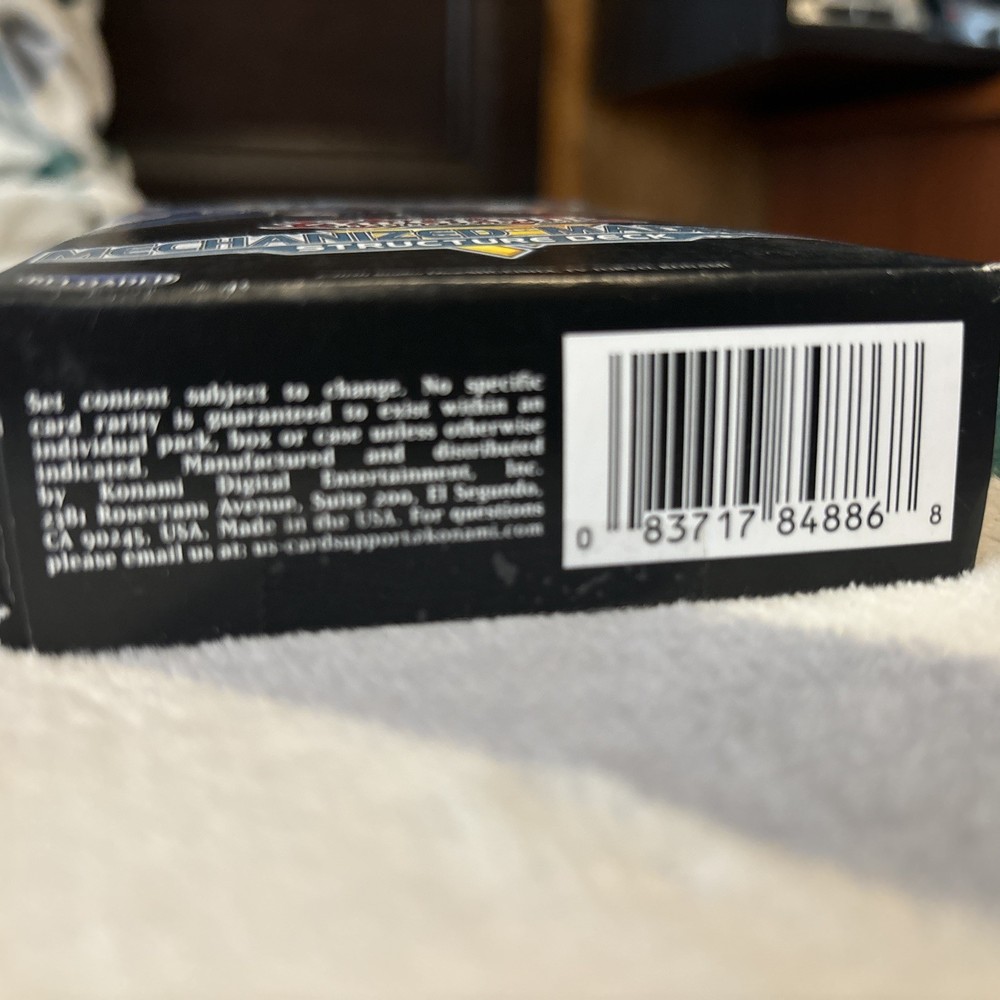 MECHANIZED
STRUCTURE DECK
Set content subject to change. No specific
card rarity is guaranteed to exist within an
individual pack, box or case unless otherwise
indicated. Manufactured and distributed
by Konami Digital Entertainment, Inc.
2381 Rosecrans Avenue, Suite 200, El Segundo,
CA 90245, USA. Made in the USA. For questions
please email us at: us-cardsupport@konami.com
0 83717 84886 8